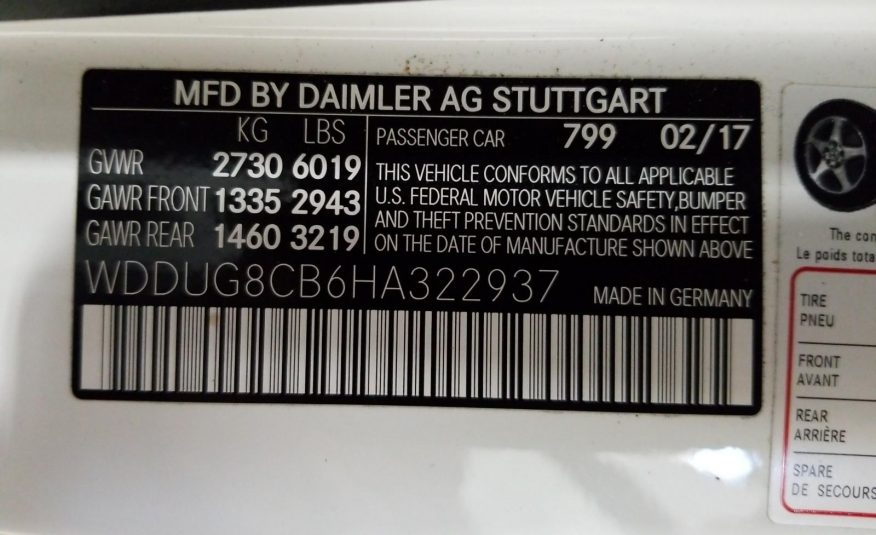 MFD BY DAIMLER AG STUTTGART
KG LBS
GVWR 2730 6019
GAWR FRONT 1335 2943
GAWR REAR 1460 3219
PASSENGER CAR 799 02/17
THIS VEHICLE CONFORMS TO ALL APPLICABLE
U.S. FEDERAL MOTOR VEHICLE SAFETY,BUMPER
AND THEFT PREVENTION STANDARDS IN EFFECT
ON THE DATE OF MANUFACTURE SHOWN ABOVE
WDDUG8CB6HA322937
MADE IN GERMANY
The
Le poids
TIRE
PNEU
FRONT
AVANT
REAR
ARRIÈRE
SPARE
DE SECOURS